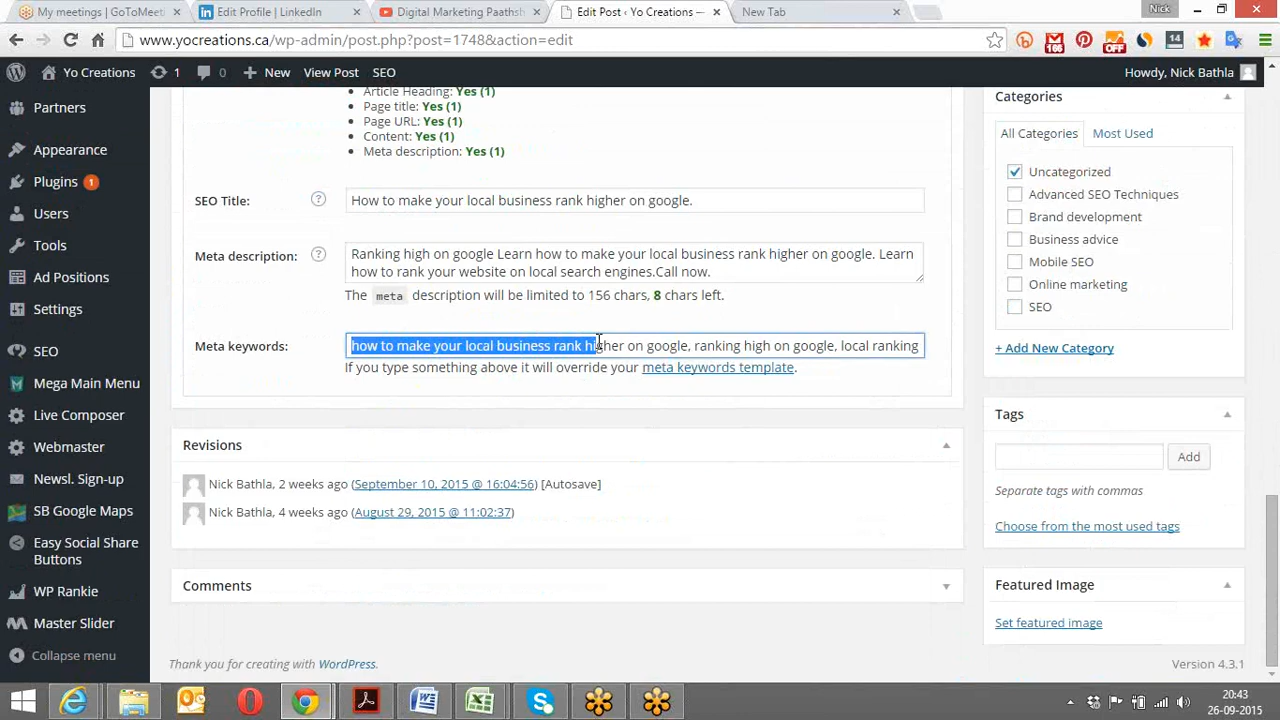 My meetings | GoToMeeti
Edit Profile | LinkedIn
Digital Marketing Paathsh
Edit Post ‹ Yo Creations —
New Tab
Nick
www.yocreations.ca/wp-admin/post.php?post=1748&action=edit
166
OFF
14
Yo Creations
1
0
New
View Post
SEO
Howdy, Nick Bathla
Partners
Appearance
Plugins 1
Users
Tools
Ad Positions
Settings
SEO
Mega Main Menu
Live Composer
Webmaster
Newsl. Sign-up
SB Google Maps
Easy Social Share
Buttons
WP Rankie
Master Slider
Collapse menu
Article Heading: Yes (1)
Page title: Yes (1)
Page URL: Yes (1)
Content: Yes (1)
Meta description: Yes (1)
SEO Title: ? How to make your local business rank higher on google.
Meta description: ? Ranking high on google Learn how to make your local business rank higher on google. Learn
how to rank your website on local search engines.Call now.
The meta description will be limited to 156 chars, 8 chars left.
Meta keywords: how to make your local business rank higher on google, ranking high on google, local ranking
If you type something above it will override your meta keywords template.
Revisions
Nick Bathla, 2 weeks ago (September 10, 2015 @ 16:04:56) [Autosave]
Nick Bathla, 4 weeks ago (August 29, 2015 @ 11:02:37)
Comments
Thank you for creating with WordPress.
Categories
All Categories
Most Used
Uncategorized
Advanced SEO Techniques
Brand development
Business advice
Mobile SEO
Online marketing
SEO
+ Add New Category
Tags
Add
Separate tags with commas
Choose from the most used tags
Featured Image
Set featured image
Version 4.3.1
20:43
26-09-2015